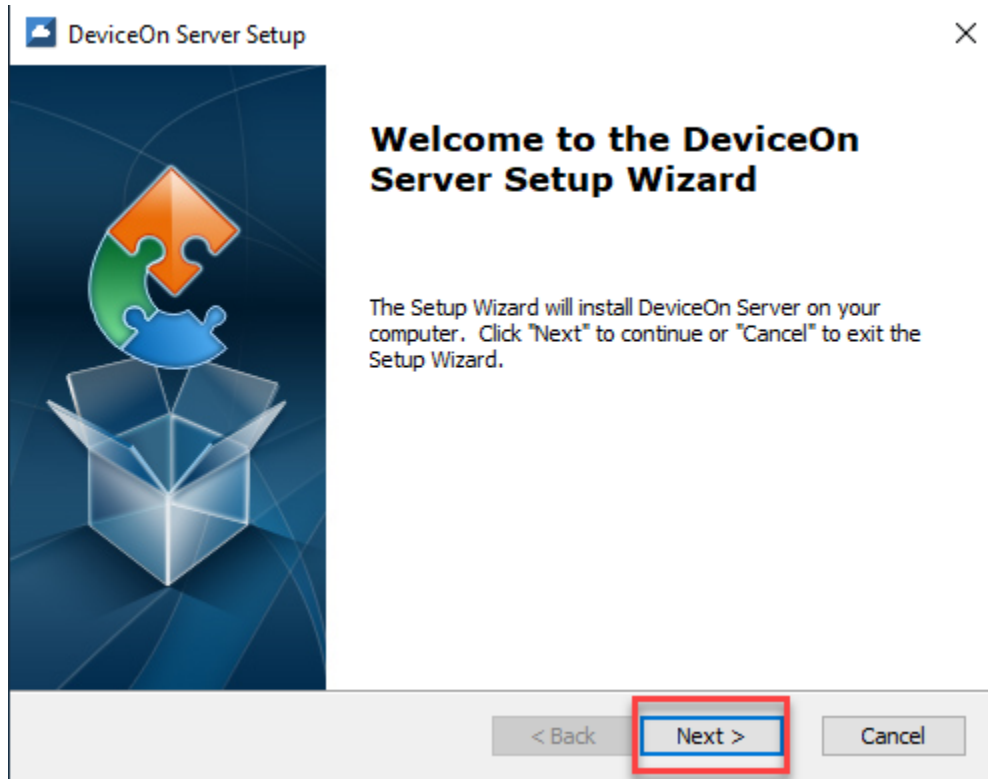 DeviceOn Server Setup
Welcome to the DeviceOn
Server Setup Wizard
The Setup Wizard will install DeviceOn Server on your
computer.  Click "Next" to continue or "Cancel" to exit the
Setup Wizard.
< Back
Next >
Cancel